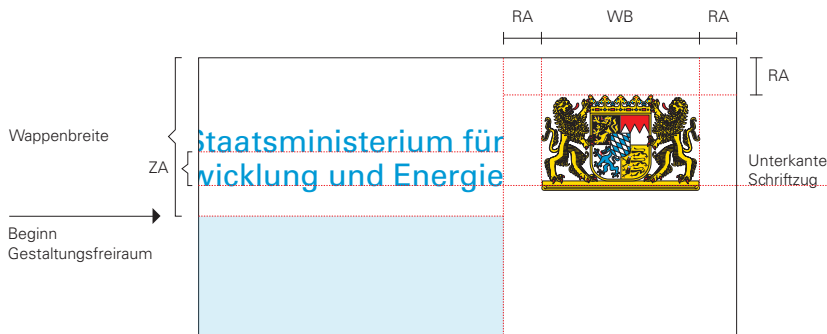 RA WB RA
RA
Wappenbreite
Staatsministerium für
ZA
wicklung und Energie
Unterkante
Schriftzug
Beginn
Gestaltungsfreiraum